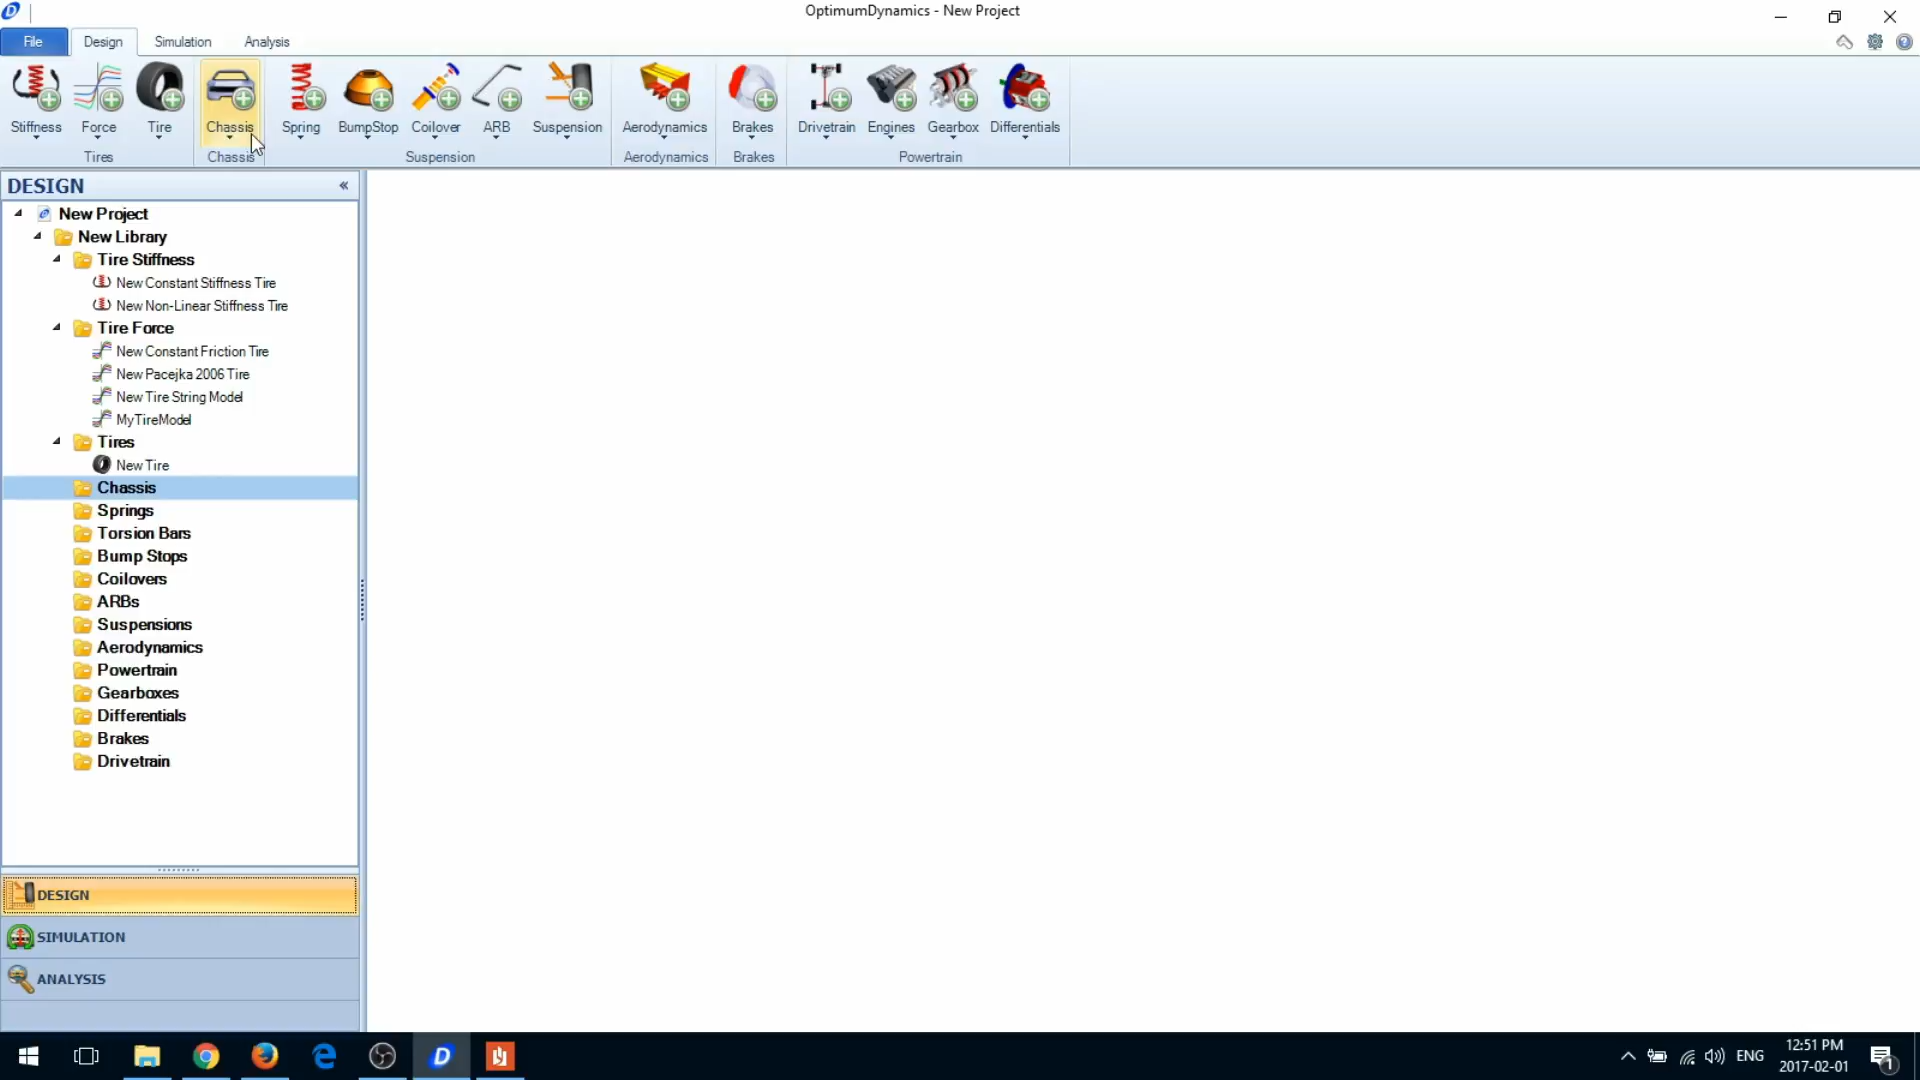 OptimumDynamics - New Project
File
Design
Simulation
Analysis
Stiffness
Force
Tire
Chassis
Spring
BumpStop
Coilover
ARB
Suspension
Aerodynamics
Brakes
Drivetrain
Engines
Gearbox
Differentials
Tires
Chassis
Suspension
Aerodynamics
Brakes
Powertrain
DESIGN
New Project
New Library
Tire Stiffness
New Constant Stiffness Tire
New Non-Linear Stiffness Tire
Tire Force
New Constant Friction Tire
New Pacejka 2006 Tire
New Tire String Model
MyTireModel
Tires
New Tire
Chassis
Springs
Torsion Bars
Bump Stops
Coilovers
ARBs
Suspensions
Aerodynamics
Powertrain
Gearboxes
Differentials
Brakes
Drivetrain
DESIGN
SIMULATION
ANALYSIS
ENG
12:51 PM
2017-02-01
1